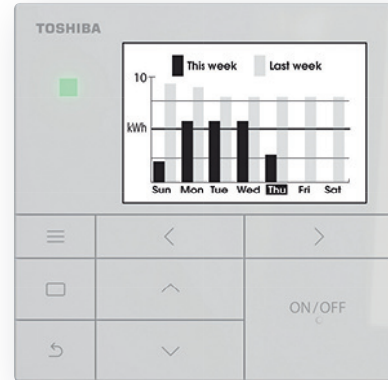 TOSHIBA
This week Last week
10
kWh
Sun Mon Tue Wed Thu Fri Sat
ON/OFF